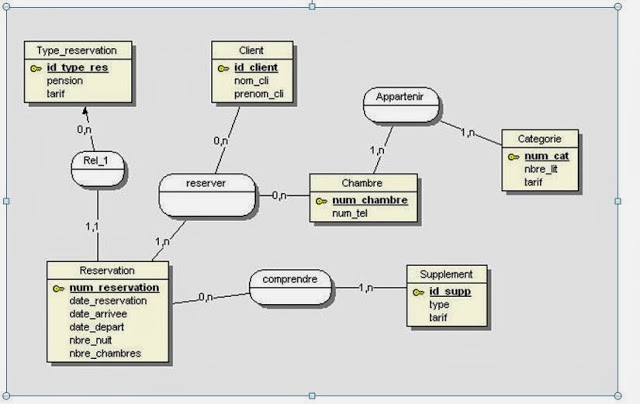 Type_reservation
id_type_res
pension
tarif
Client
id_client
nom_cli
prenom_cli
Appartenir
Categorie
num_cat
nbre_lit
tarif
0,n
0,n
1,n
1,n
Rel_1
reserver
0,n
Chambre
num_chambre
num_tel
1,1
1,n
Reservation
num_reservation
date_reservation
date_arrivee
date_depart
nbre_nuit
nbre_chambres
0,n
comprendre
1,n
Supplement
id_supp
type
tarif